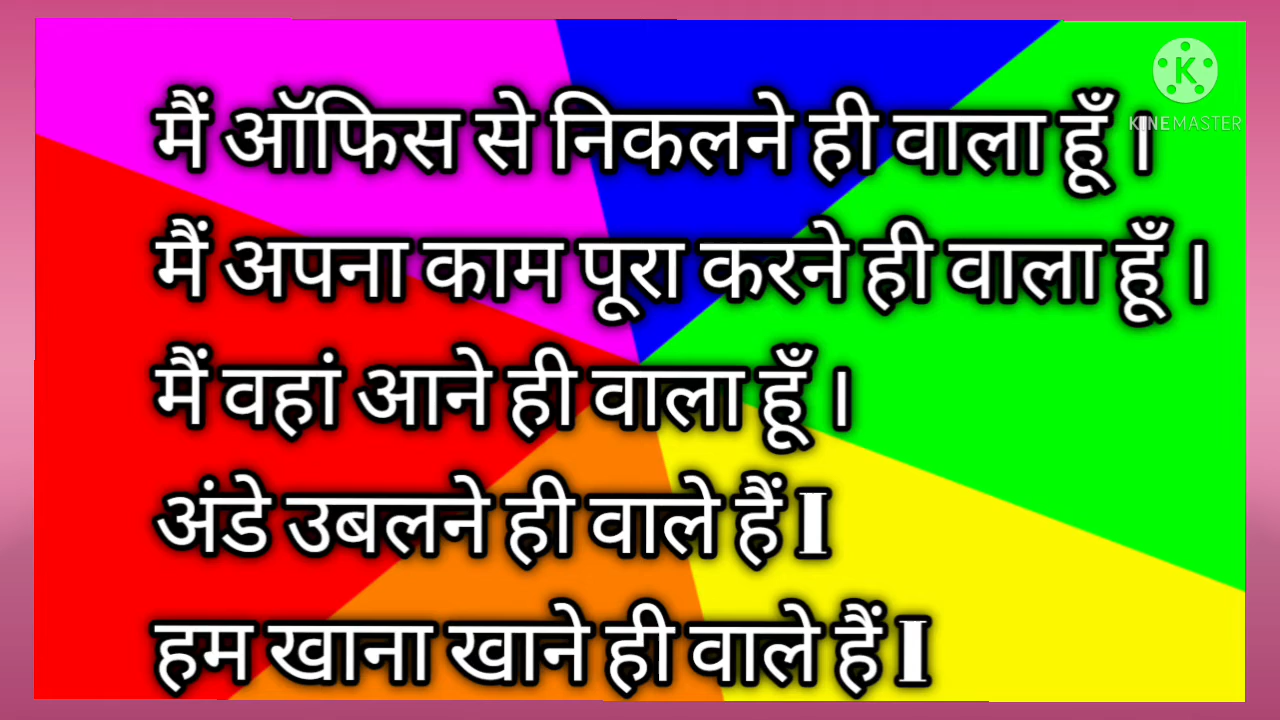 मैं ऑफिस से निकलने ही वाला हूँ ।
मैं अपना काम पूरा करने ही वाला हूँ ।
मैं वहां आने ही वाला हूँ ।
अंडे उबलने ही वाले हैं I
हम खाना खाने ही वाले हैं I
K
KINEMASTER